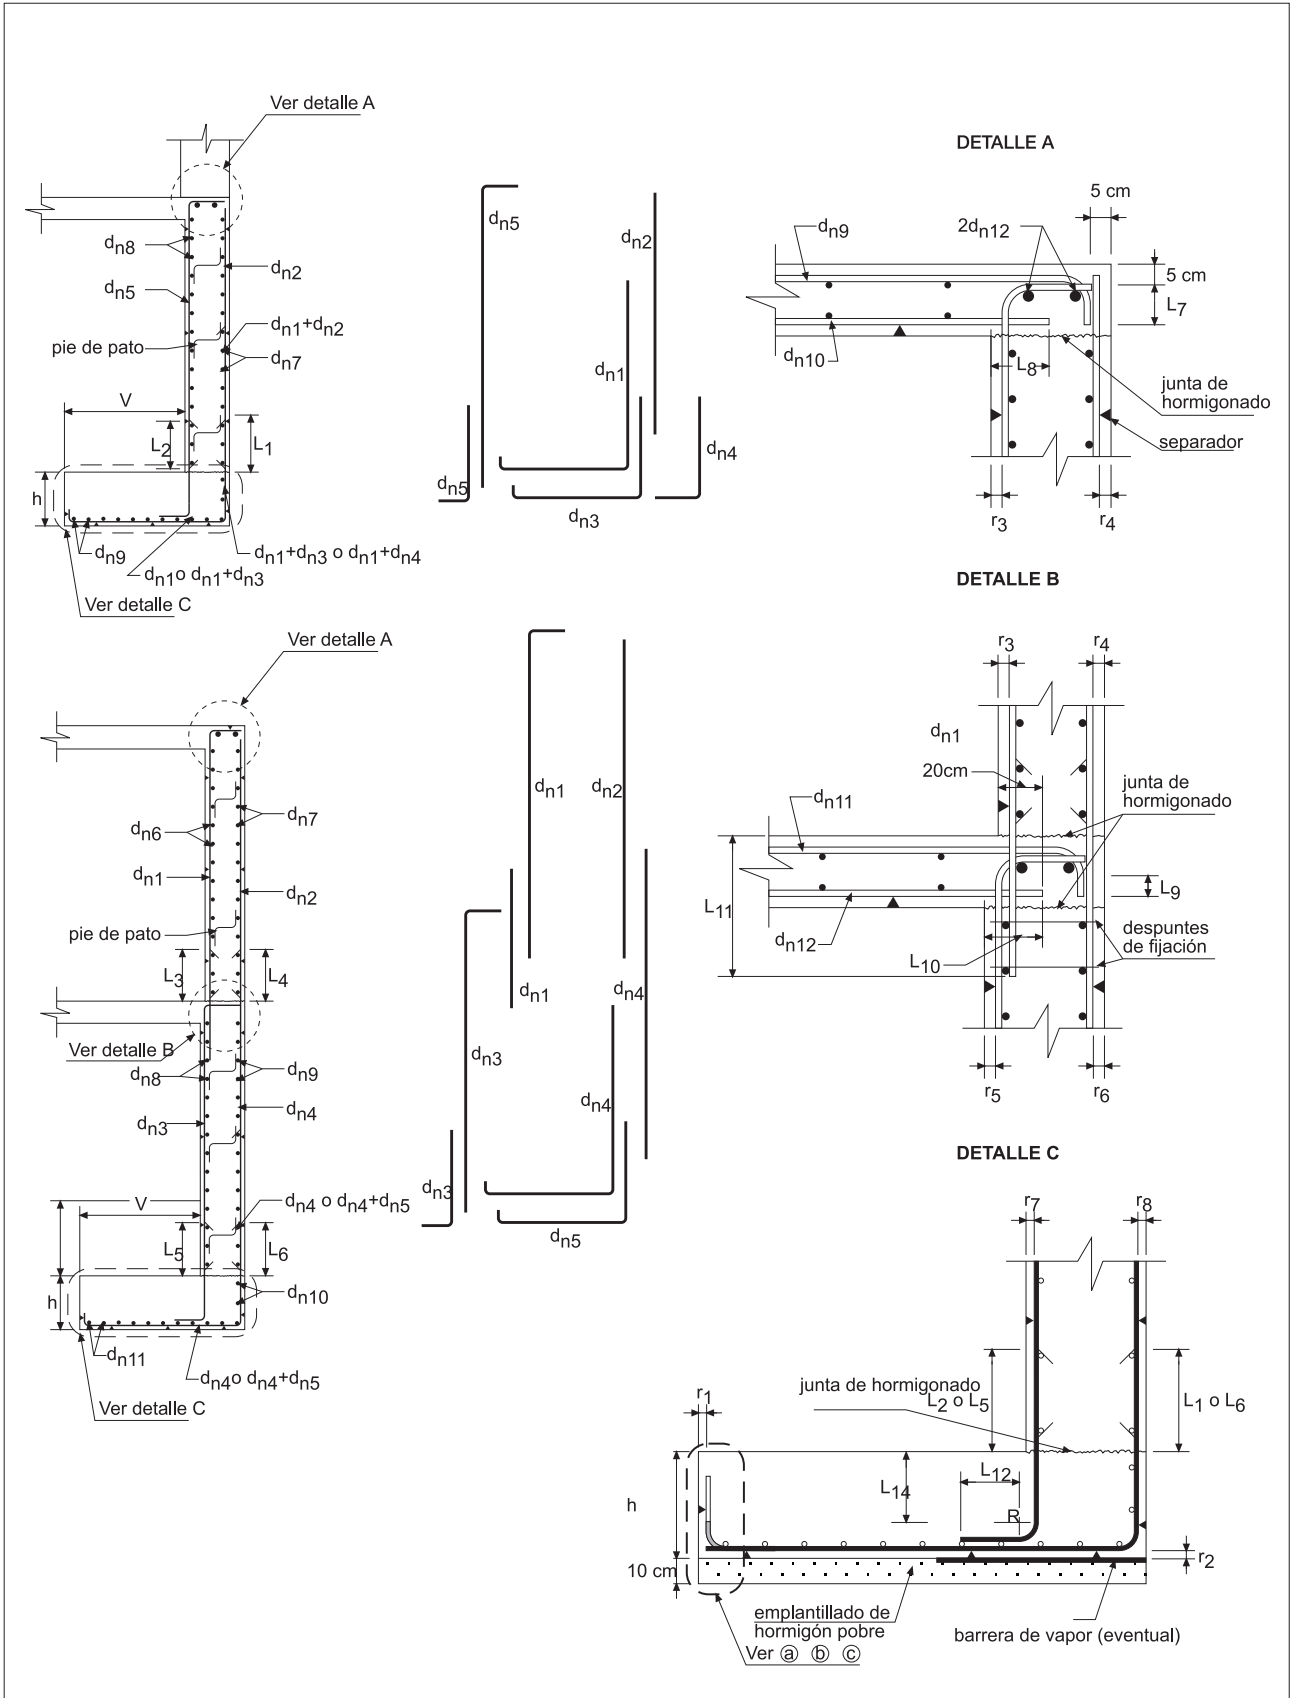 Ver detalle A
dn8
dn5
pie de pato
dn2
dn1+dn2
dn7
V
L2
L1
h
dn9
dn1o dn1+dn3
dn1+dn3 o dn1+dn4
Ver detalle C
dn5
dn2
dn1
dn4
dn5
dn3
DETALLE A
5 cm
dn9
2dn12
5 cm
L7
dn10
L8
junta de
hormigonado
separador
r3
r4
Ver detalle A
dn6
dn7
dn1
dn2
pie de pato
L3
L4
Ver detalle B
dn8
dn9
dn3
dn4
V
dn4 o dn4+dn5
L5
L6
h
dn10
dn11
dn4o dn4+dn5
Ver detalle C
dn1
dn2
dn1
dn4
dn3
dn4
dn3
dn5
DETALLE B
r3
r4
dn1
20cm
junta de
hormigonado
dn11
L11
L9
dn12
L10
despuntes
de fijación
r5
r6
DETALLE C
r7
r8
junta de hormigonado
L2 o L5
L1 o L6
r1
L12
L14
h
R
10 cm
r2
emplantillado de
hormigón pobre
barrera de vapor (eventual)
Ver ⓐ ⓑ ⓒ